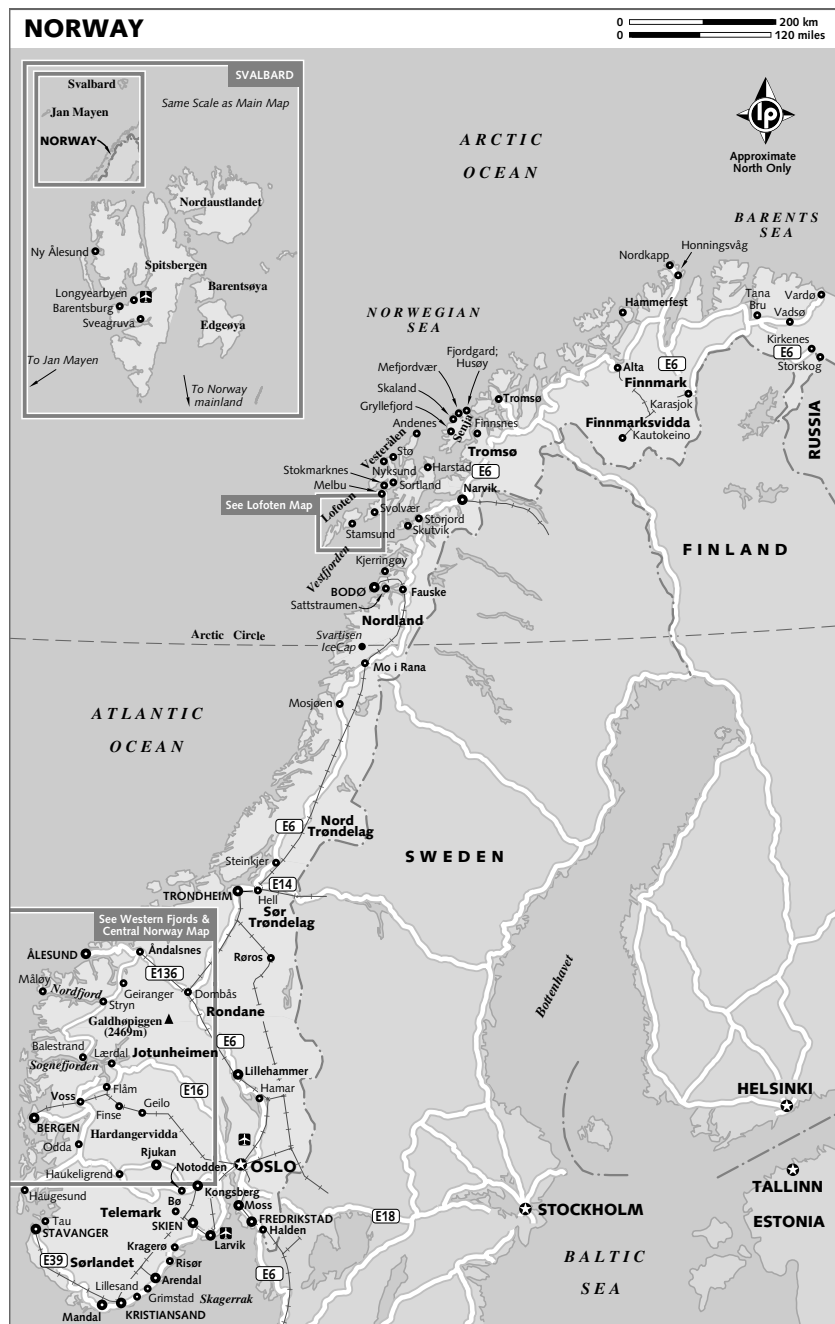 NORWAY
0 200 km
0 120 miles
SVALBARD
Svalbard
Jan Mayen
NORWAY
Same Scale as Main Map
Nordaustlandet
Ny Ålesund
Spitsbergen
Longyearbyen
Barentsburg
Sveagruva
Barentsøya
Edgeøya
To Jan Mayen
To Norway
mainland
ARCTIC
OCEAN
lp
Approximate
North Only
BARENTS
SEA
Nordkapp
Honningsvåg
Hammerfest
Tana
Bru
Vardø
Vadsø
Kirkenes
E6
Storskog
NORWEGIAN
SEA
Fjordgard;
Husøy
Mefjordvær
Skaland
Gryllefjord
Senja
Tromsø
Alta
E6
Finnmark
Karasjok
Finnmarksvidda
Kautokeino
RUSSIA
Andenes
Finnsnes
Tromsø
Vesterålen
Stø
Nyksund
Harstad
E6
Stokmarknes
Sortland
Melbu
Narvik
See Lofoten Map
Lofoten
Svolvær
Stamsund
Storjord
Skutvik
FINLAND
Vestfjorden
Kjerringøy
BODØ
Fauske
Sattstraumen
Nordland
Arctic Circle
Svartisen
IceCap
Mo i Rana
Mosjøen
ATLANTIC
OCEAN
E6
Nord
Trøndelag
Steinkjer
SWEDEN
E14
TRONDHEIM
Hell
Sør
Trøndelag
See Western Fjords &
Central Norway Map
ÅLESUND
Åndalsnes
Røros
Måløy
E136
Nordfjord
Geiranger
Stryn
Dombås
Rondane
Galdhøpiggen
(2469m)
Bottenhavet
E6
Balestrand
Lærdal
Jotunheimen
Sognefjorden
Lillehammer
Voss
Flåm
E16
Hamar
Finse
Geilo
HELSINKI
BERGEN
Hardangervidda
Odda
Rjukan
Notodden
OSLO
Haukeligrend
TALLINN
Haugesund
Kongsberg
Telemark
Bø
Moss
STOCKHOLM
Tau
STAVANGER
SKIEN
FREDRIKSTAD
E18
ESTONIA
Halden
Kragerø
Larvik
E39
Sørlandet
Risør
BALTIC
SEA
E6
Arendal
Lillesand
Grimstad
Skagerrak
Mandal
KRISTIANSAND